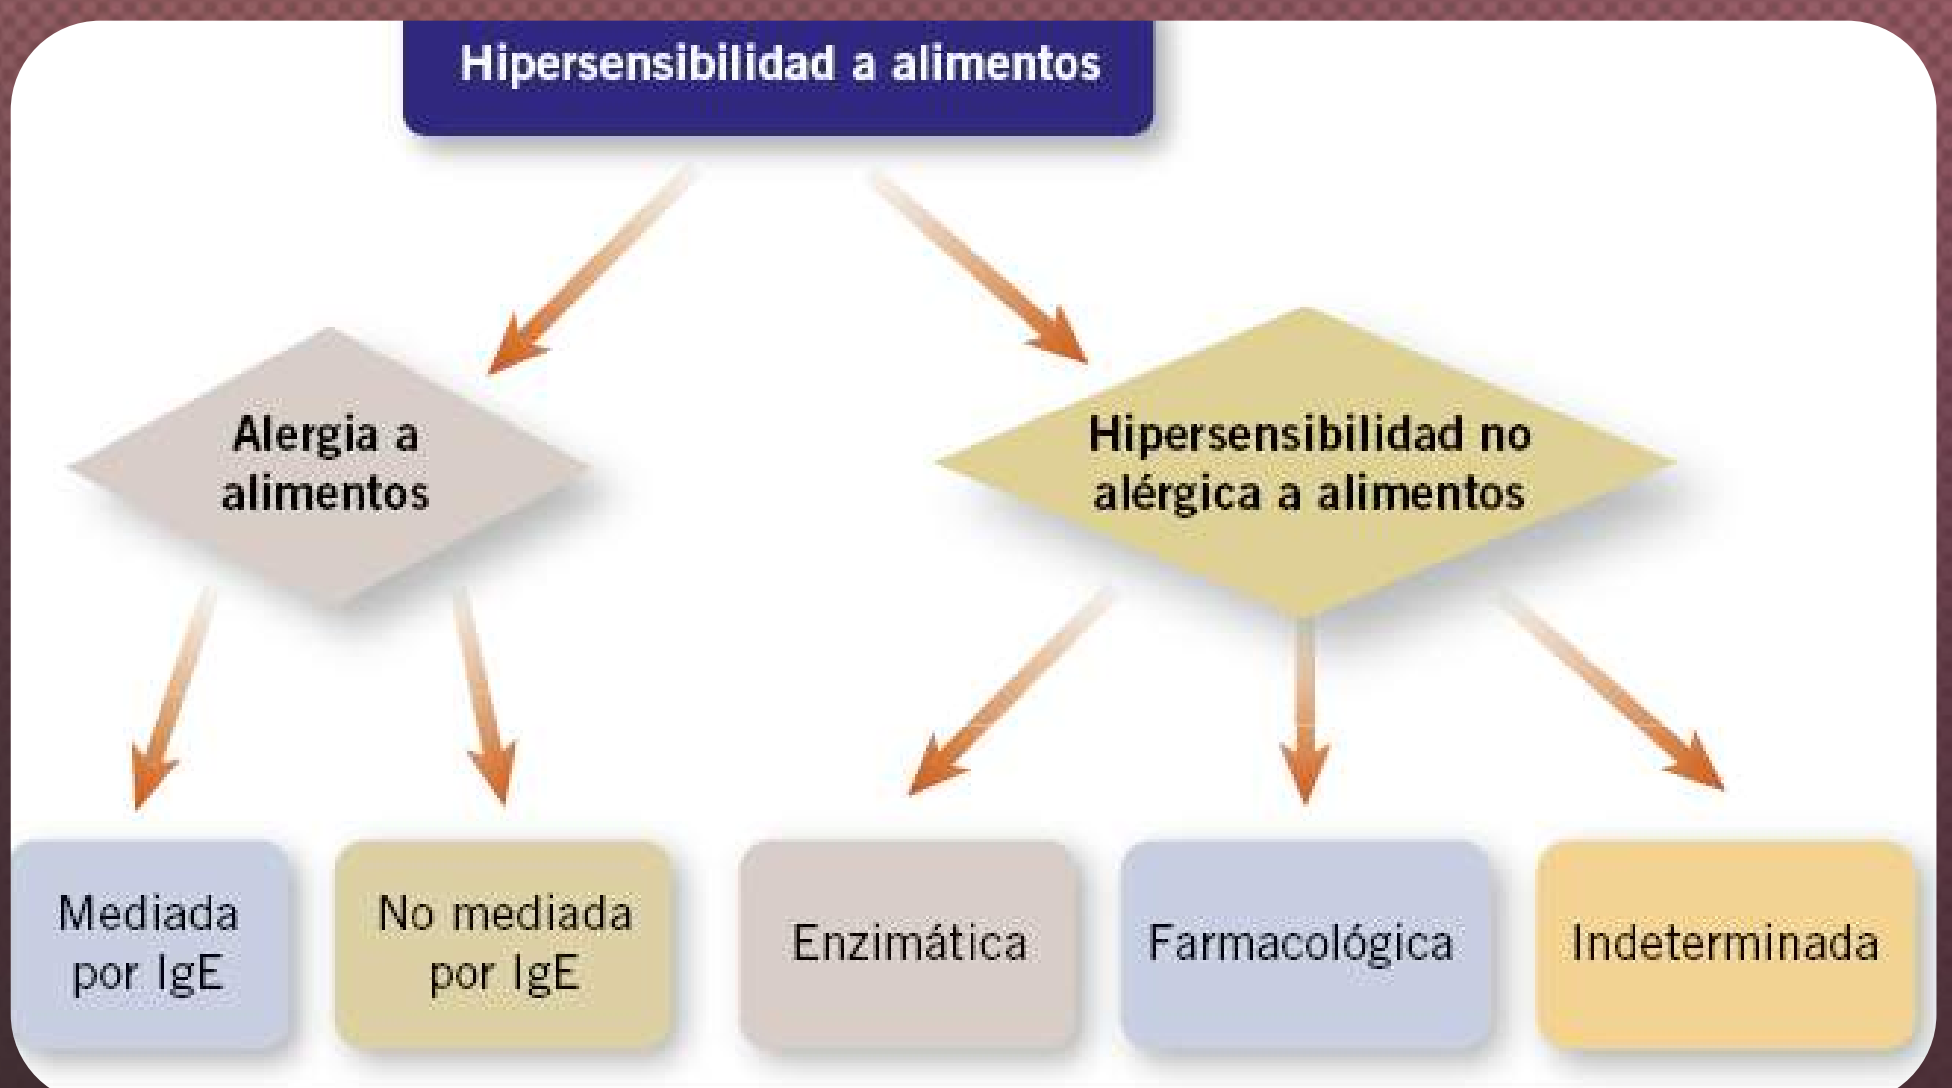 Hipersensibilidad a alimentos
Alergia a
alimentos
Hipersensibilidad no
alérgica a alimentos
Mediada
por IgE
No mediada
por IgE
Enzimática
Farmacológica
Indeterminada